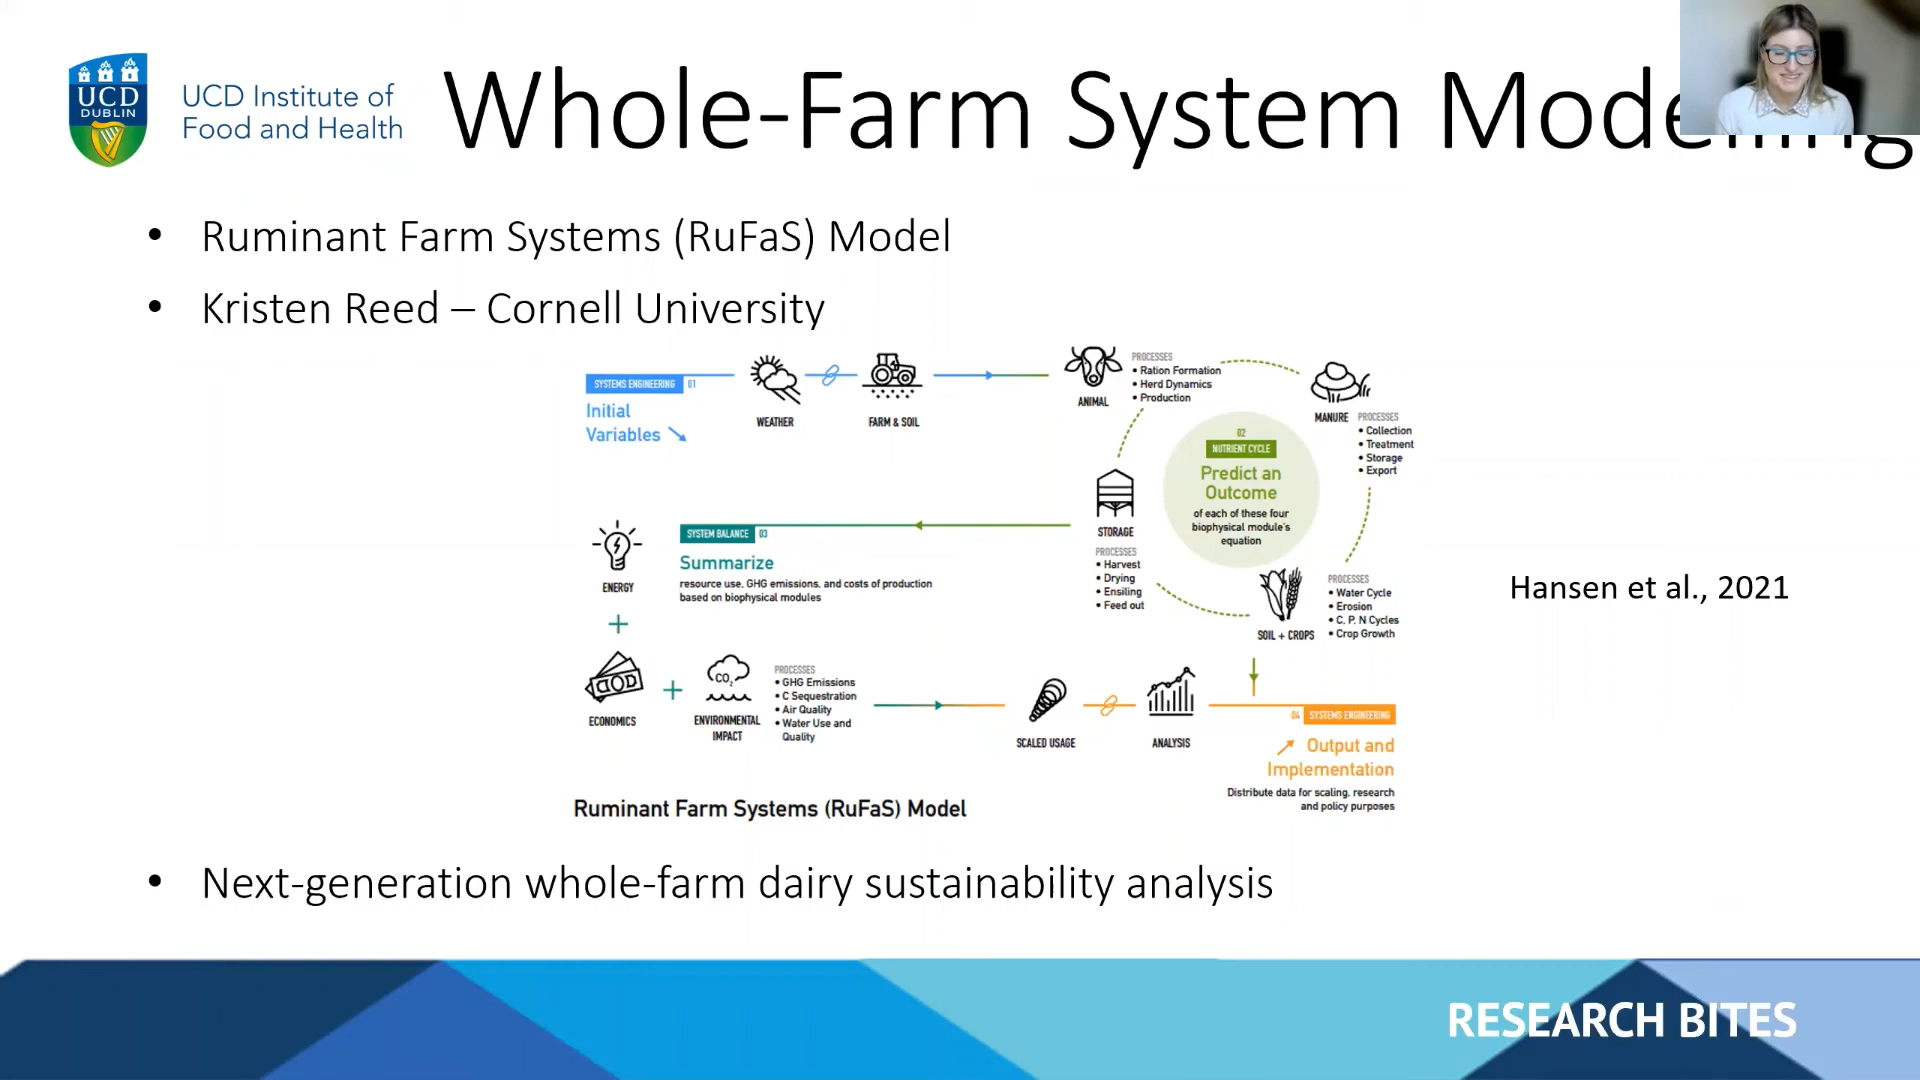 UCD
DUBLIN
UCD Institute of
Food and Health
Whole-Farm System Modelling
• Ruminant Farm Systems (RuFaS) Model
• Kristen Reed – Cornell University
SYSTEMS ENGINEERING 01
Initial
Variables
WEATHER
FARM & SOIL
ANIMAL
PROCESSES
• Ration Formation
• Herd Dynamics
• Production
MANURE
PROCESSES
• Collection
• Treatment
• Storage
• Export
02
NUTRIENT CYCLE
Predict an
Outcome
of each of these four
biophysical module's
equation
STORAGE
PROCESSES
• Harvest
• Drying
• Ensiling
• Feed out
SOIL + CROPS
PROCESSES
• Water Cycle
• Erosion
• C, P, N Cycles
• Crop Growth
SYSTEM BALANCE 03
Summarize
resource use, GHG emissions, and costs of production
based on biophysical modules
ENERGY
+
ECONOMICS
+
CO2
ENVIRONMENTAL
IMPACT
PROCESSES
• GHG Emissions
• C Sequestration
• Air Quality
• Water Use and
Quality
SCALED USAGE
ANALYSIS
04 SYSTEMS ENGINEERING
Output and
Implementation
Distribute data for scaling, research
and policy purposes
Ruminant Farm Systems (RuFaS) Model
Hansen et al., 2021
• Next-generation whole-farm dairy sustainability analysis
RESEARCH BITES